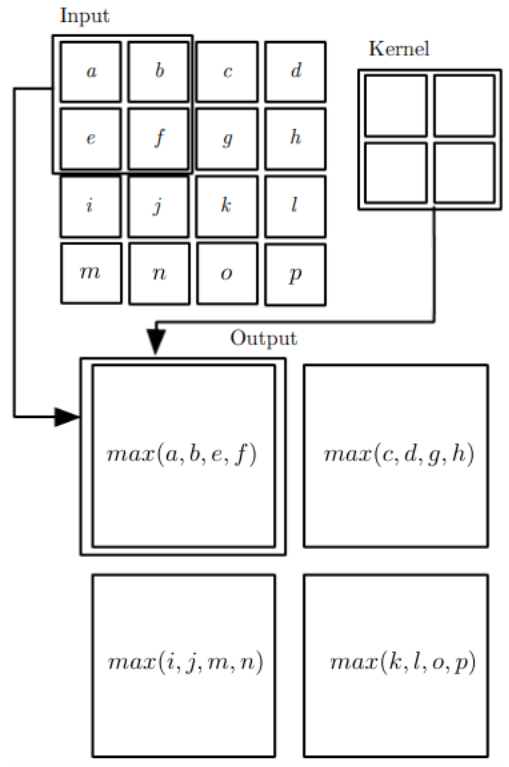 Input
Kernel
a b c d
e f g h
i j k l
m n o p
Output
max(a, b, e, f) max(c, d, g, h)
max(i, j, m, n) max(k, l, o, p)